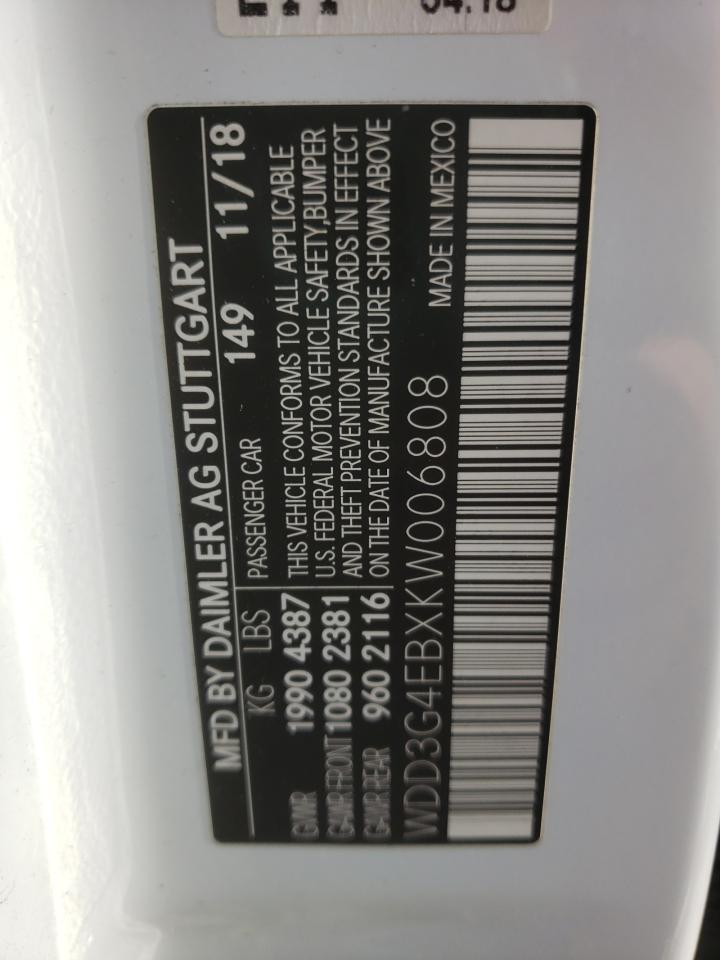 04.18
MFD BY DAIMLER AG STUTTGART
149 11/18
KG LBS PASSENGER CAR
GVWR 1990 4387 THIS VEHICLE CONFORMS TO ALL APPLICABLE
GAWR FRONT 1080 2381 U.S. FEDERAL MOTOR VEHICLE SAFETY,BUMPER
GAWR REAR 960 2116 AND THEFT PREVENTION STANDARDS IN EFFECT
ON THE DATE OF MANUFACTURE SHOWN ABOVE
WDD3G4EBXKW006808 MADE IN MEXICO